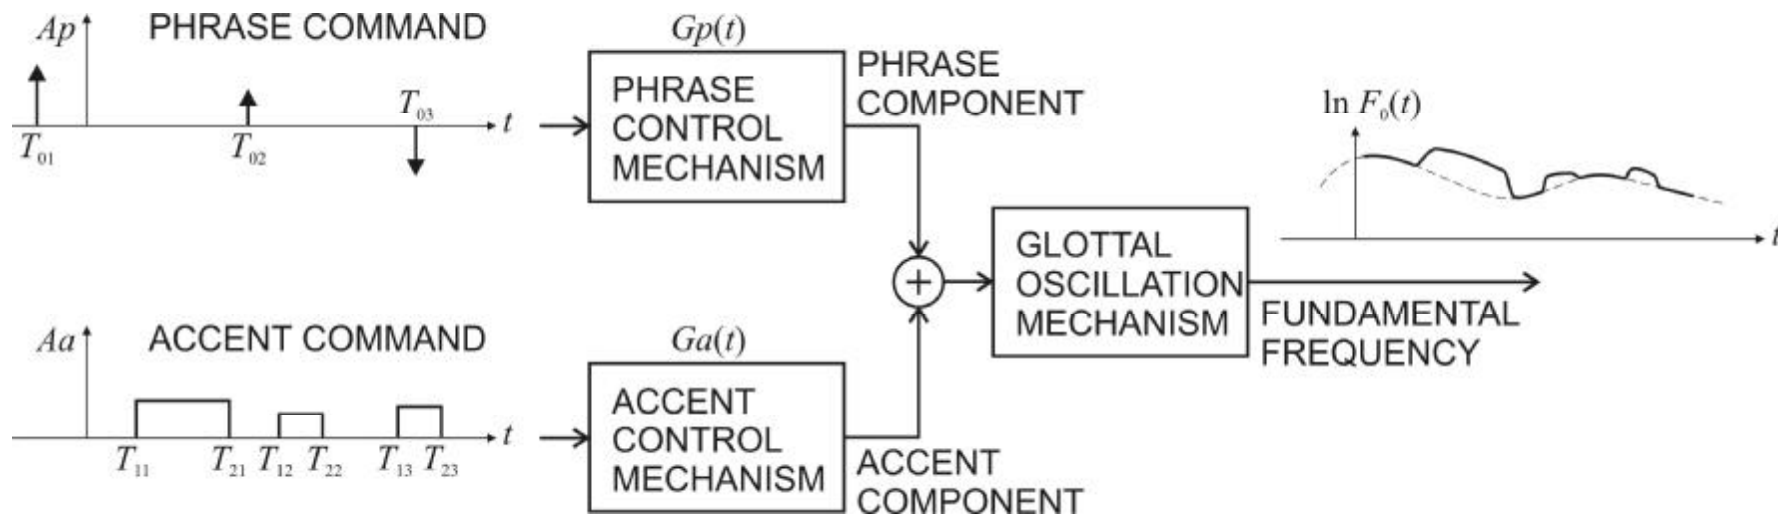 Ap PHRASE COMMAND
T01 T02 T03 t
Gp(t)
PHRASE
CONTROL
MECHANISM
PHRASE
COMPONENT
Aa ACCENT COMMAND
T11 T21 T12 T22 T13 T23 t
Ga(t)
ACCENT
CONTROL
MECHANISM
ACCENT
COMPONENT
+
GLOTTAL
OSCILLATION
MECHANISM
ln F0(t)
t
FUNDAMENTAL
FREQUENCY